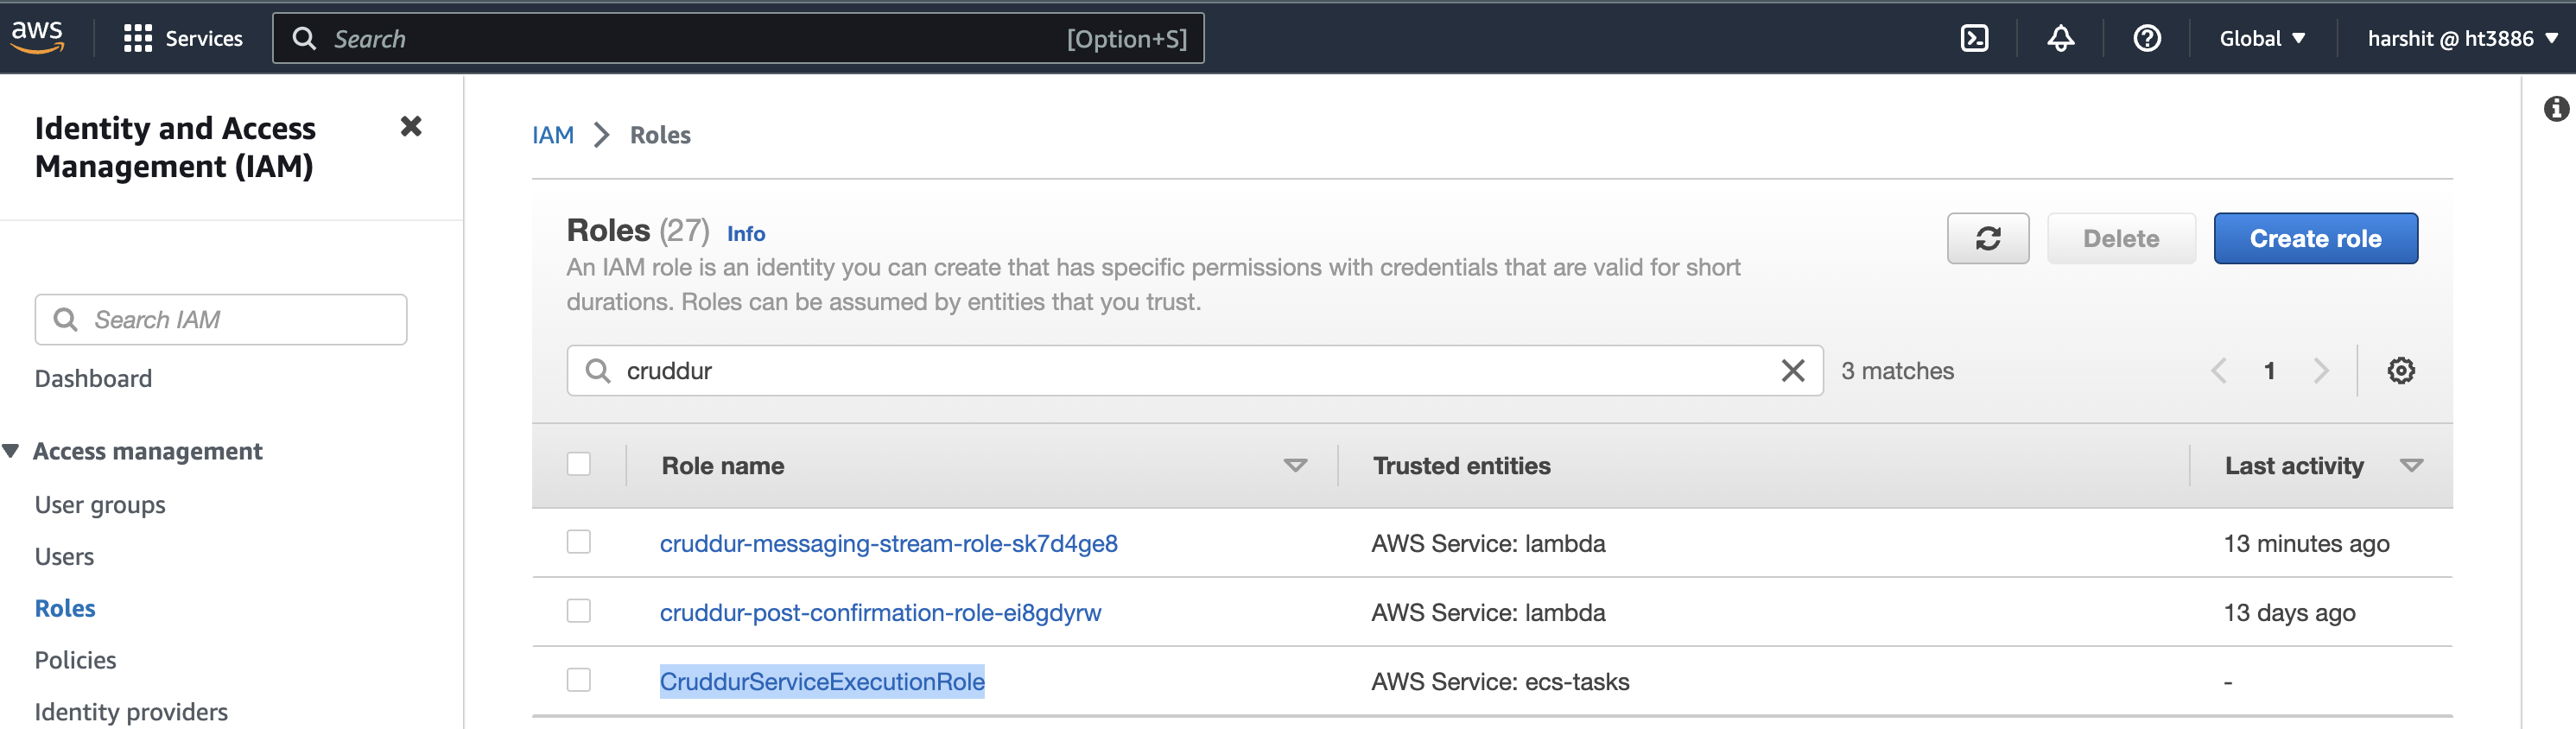 aws
Services
Search
[Option+S]
Global
harshit @ ht3886
Identity and Access
Management (IAM)
Search IAM
Dashboard
Access management
User groups
Users
Roles
Policies
Identity providers
IAM
Roles
Roles (27) Info
An IAM role is an identity you can create that has specific permissions with credentials that are valid for short
durations. Roles can be assumed by entities that you trust.
Delete
Create role
cruddur
3 matches
1
Role name Trusted entities Last activity
cruddur-messaging-stream-role-sk7d4ge8 AWS Service: lambda 13 minutes ago
cruddur-post-confirmation-role-ei8gdyrw AWS Service: lambda 13 days ago
CruddurServiceExecutionRole AWS Service: ecs-tasks -